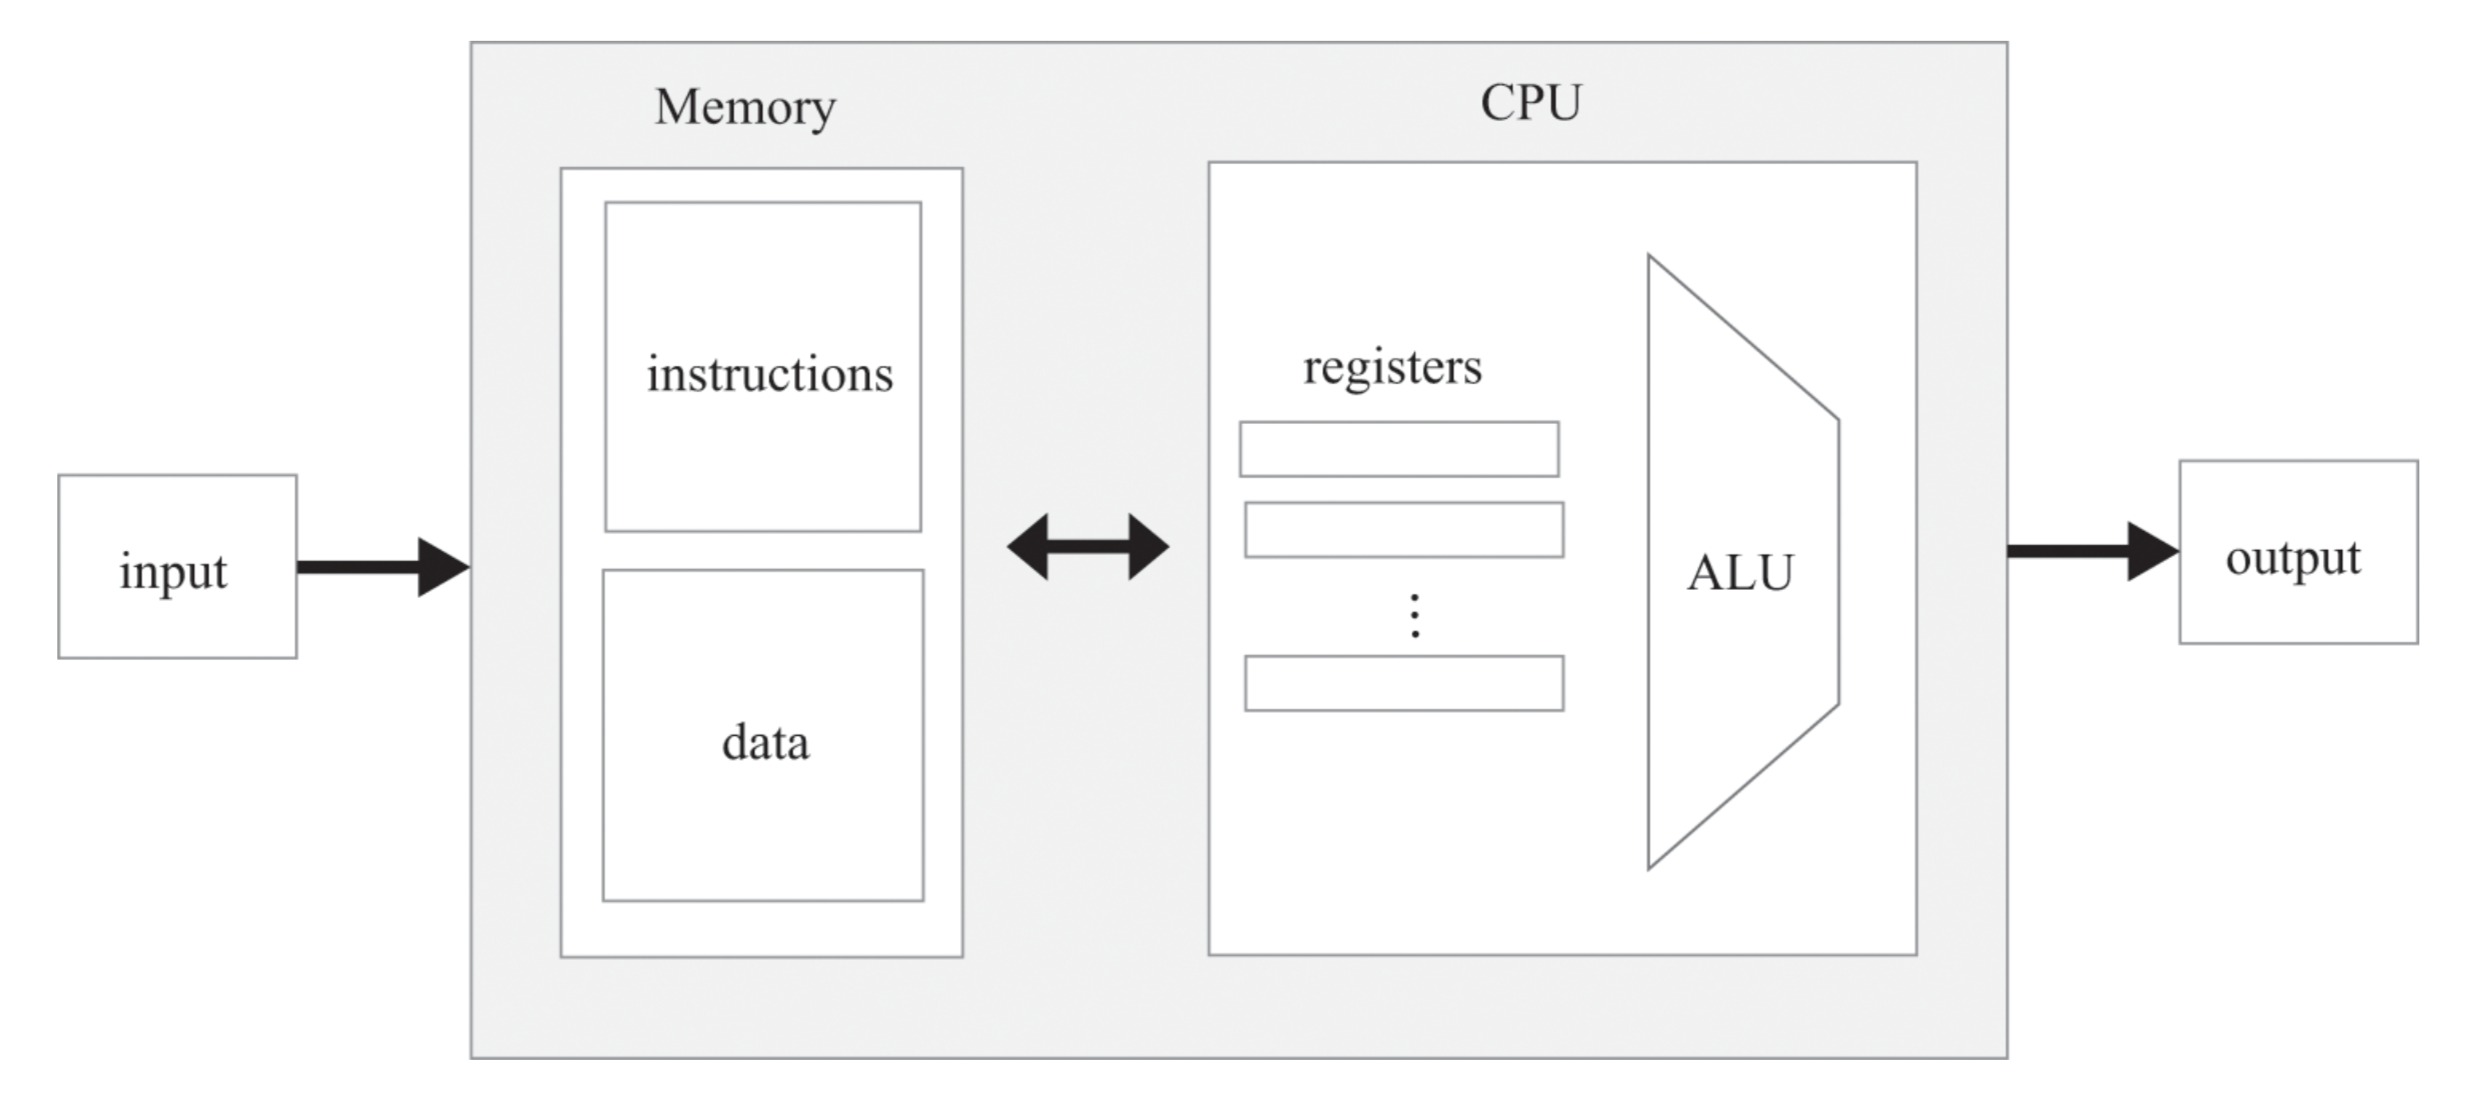 Memory
CPU
instructions
registers
input
ALU
output
data